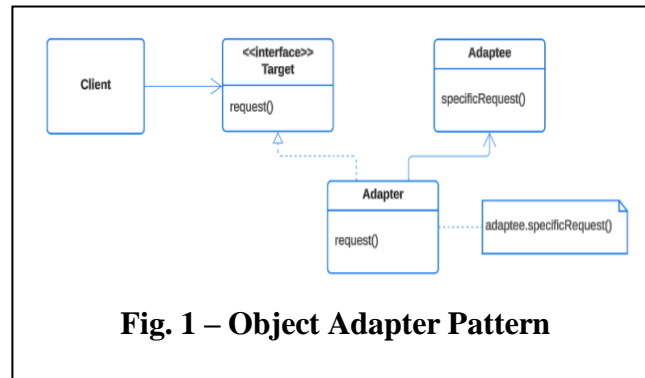 <<interface>>
Target
request()
Adaptee
specificRequest()
Client
Adapter
request()
adaptee.specificRequest()
Fig. 1 – Object Adapter Pattern